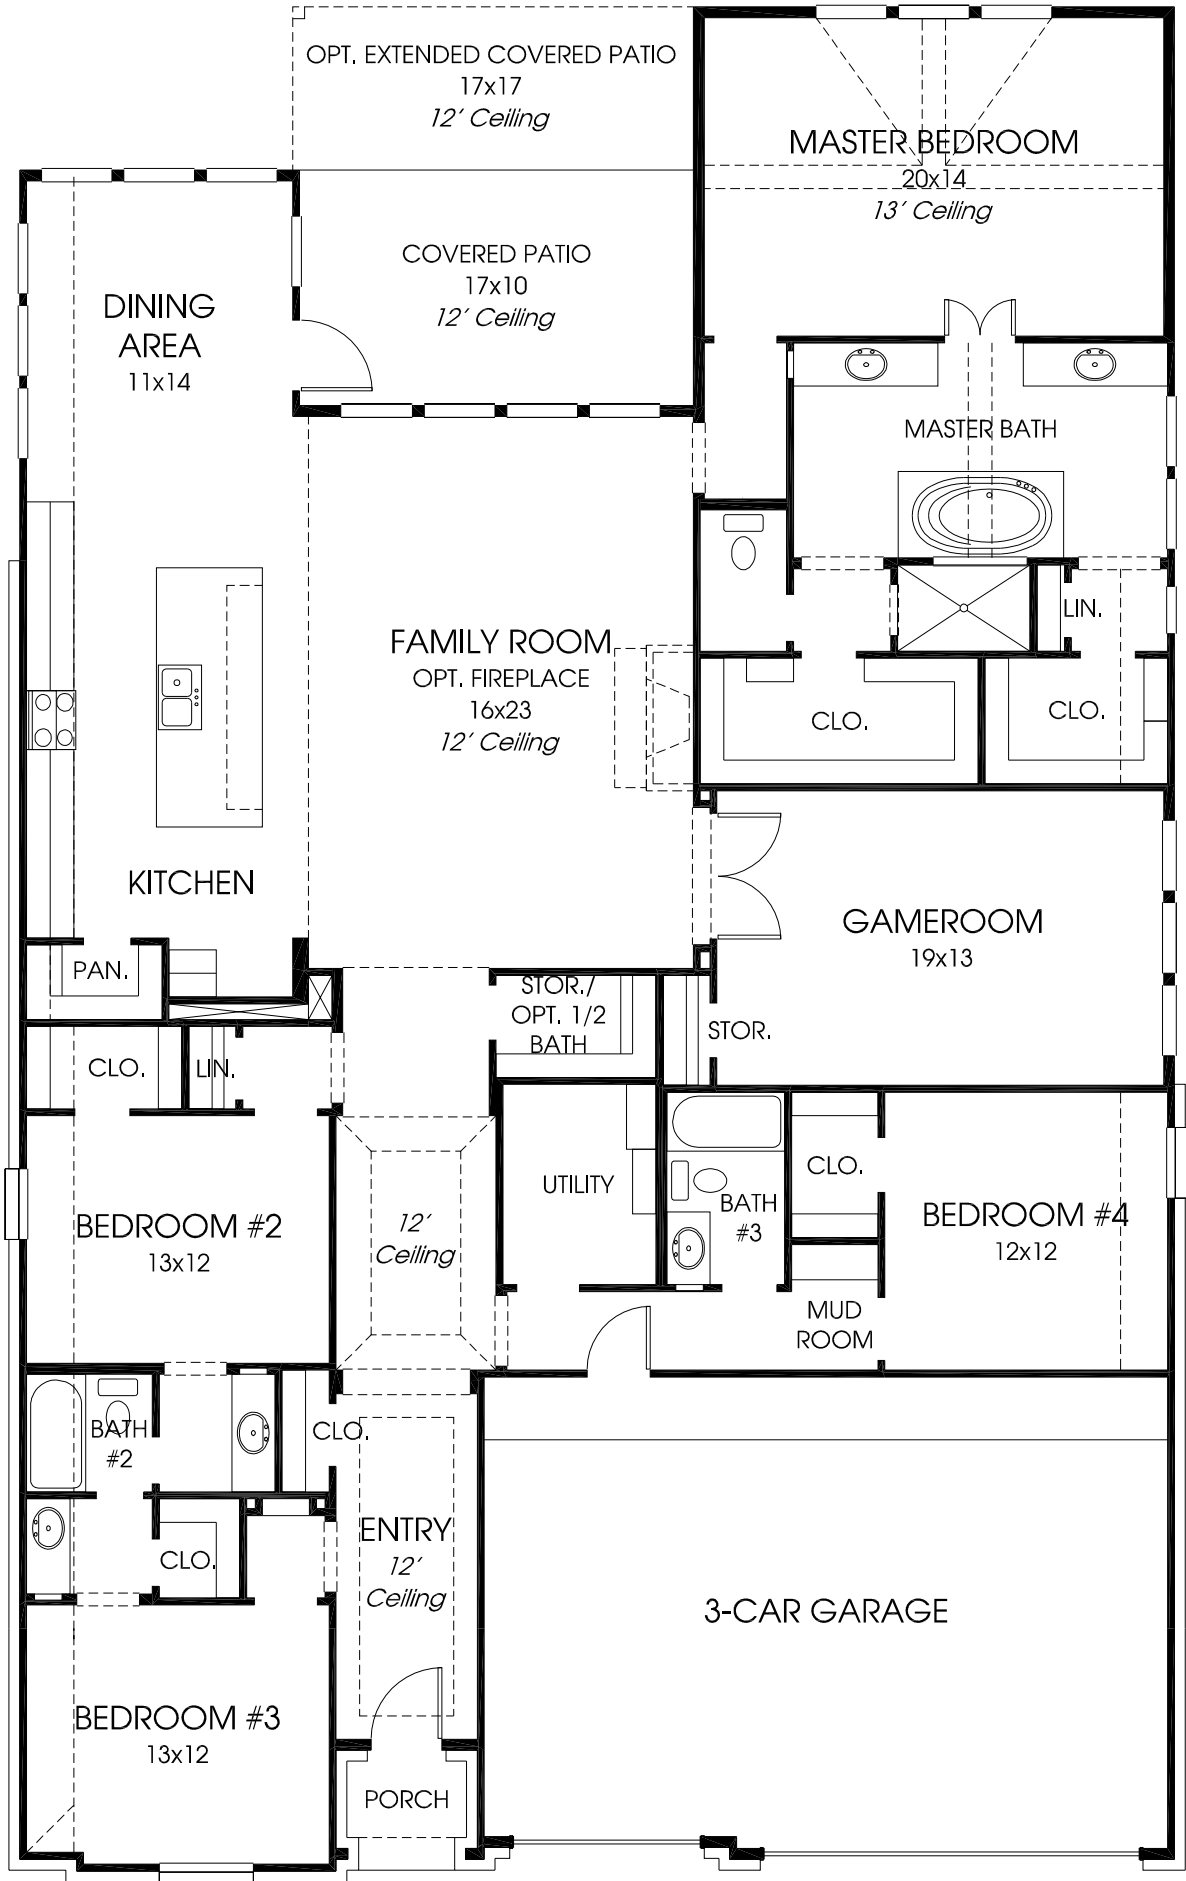 OPT. EXTENDED COVERED PATIO
17x17
12' Ceiling
MASTER BEDROOM
20x14
13' Ceiling
COVERED PATIO
17x10
12' Ceiling
DINING
AREA
11x14
MASTER BATH
LIN.
FAMILY ROOM
OPT. FIREPLACE
16x23
12' Ceiling
CLO.
CLO.
KITCHEN
GAMEROOM
19x13
PAN.
STOR./
OPT. 1/2
BATH
STOR.
CLO.
LIN.
UTILITY
CLO.
BATH
#3
BEDROOM #4
12x12
BEDROOM #2
13x12
12'
Ceiling
MUD
ROOM
BATH
#2
CLO.
ENTRY
12'
Ceiling
CLO.
3-CAR GARAGE
BEDROOM #3
13x12
PORCH